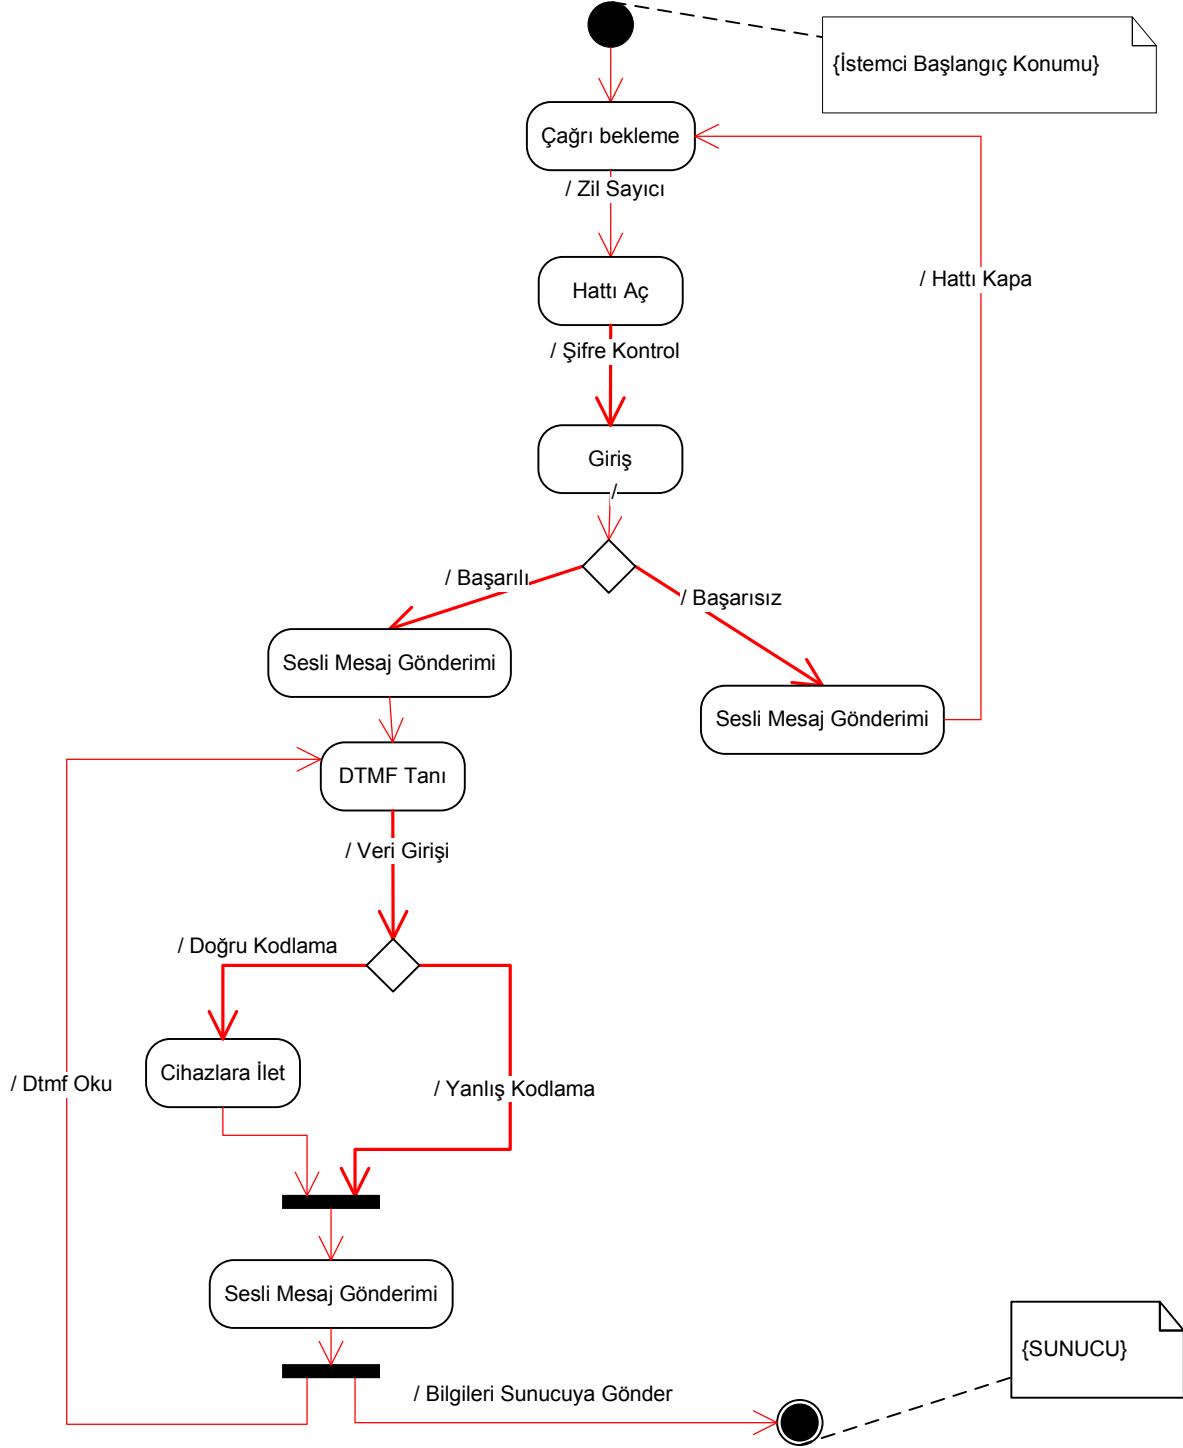 {İstemci Başlangıç Konumu}
Çağrı bekleme
/ Zil Sayıcı
/ Hattı Kapa
Hattı Aç
/ Şifre Kontrol
Giriş
/
/ Başarılı
/ Başarısız
Sesli Mesaj Gönderimi
Sesli Mesaj Gönderimi
DTMF Tanı
/ Veri Girişi
/ Doğru Kodlama
Cihazlara İlet
/ Dtmf Oku
/ Yanlış Kodlama
Sesli Mesaj Gönderimi
{SUNUCU}
/ Bilgileri Sunucuya Gönder